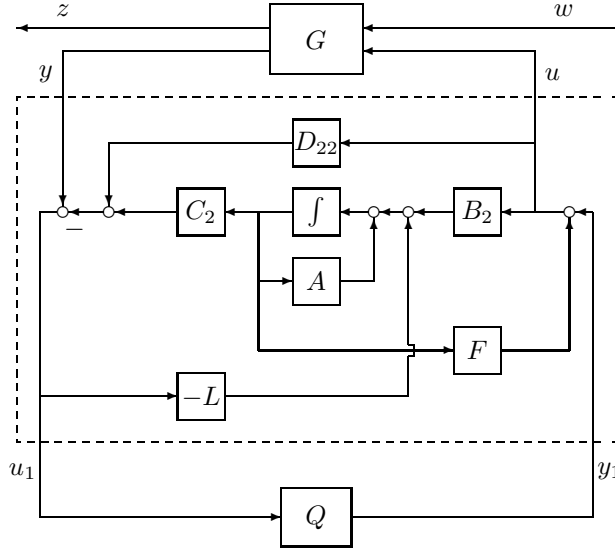 z
w
G
y
u
D₂₂
C₂
∫
B₂
−
A
F
−L
u₁
y₁
Q